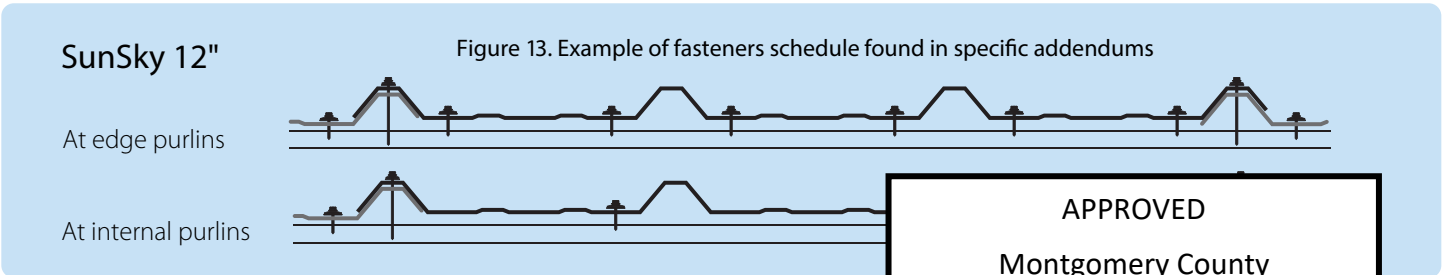 SunSky 12"
Figure 13. Example of fasteners schedule found in specific addendums
At edge purlins
At internal purlins
APPROVED
Montgomery County